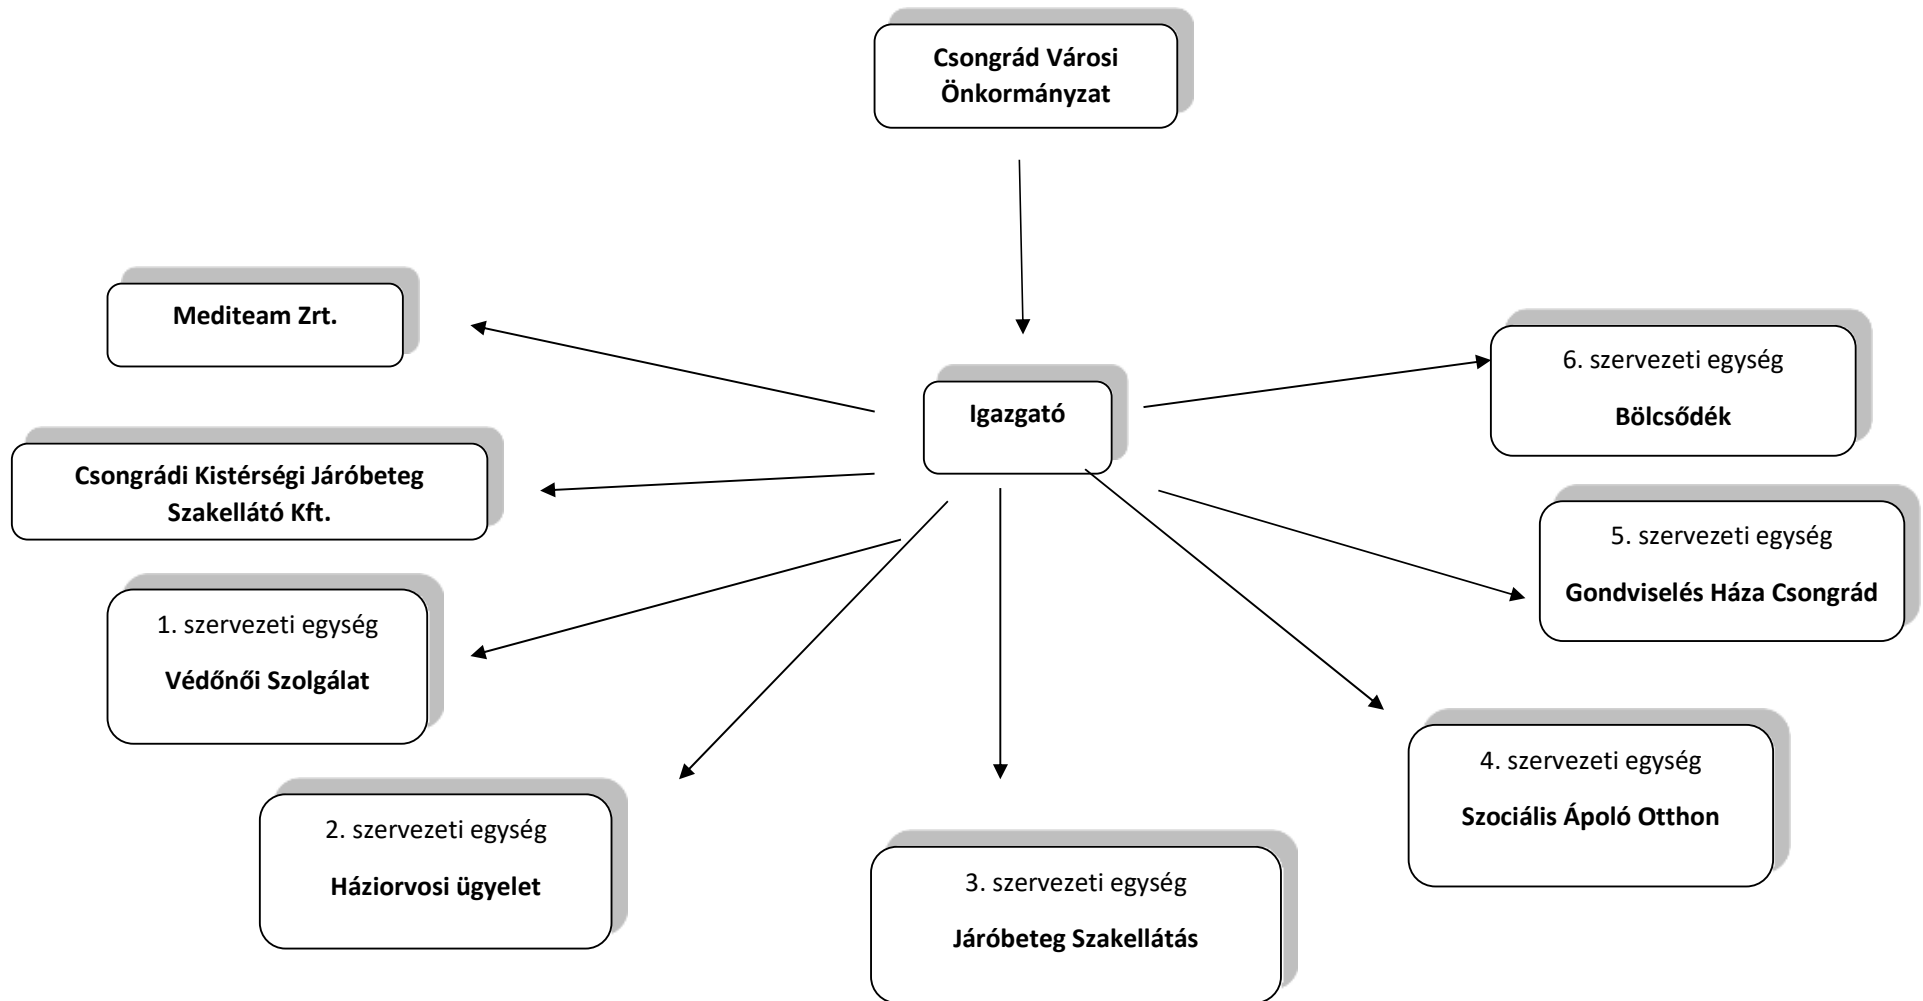 Csongrád Városi
Önkormányzat
Mediteam Zrt.
Igazgató
6. szervezeti egység
Bölcsődék
Csongrádi Kistérségi Járóbeteg
Szakellátó Kft.
5. szervezeti egység
Gondviselés Háza Csongrád
1. szervezeti egység
Védőnői Szolgálat
4. szervezeti egység
Szociális Ápoló Otthon
2. szervezeti egység
Háziorvosi ügyelet
3. szervezeti egység
Járóbeteg Szakellátás